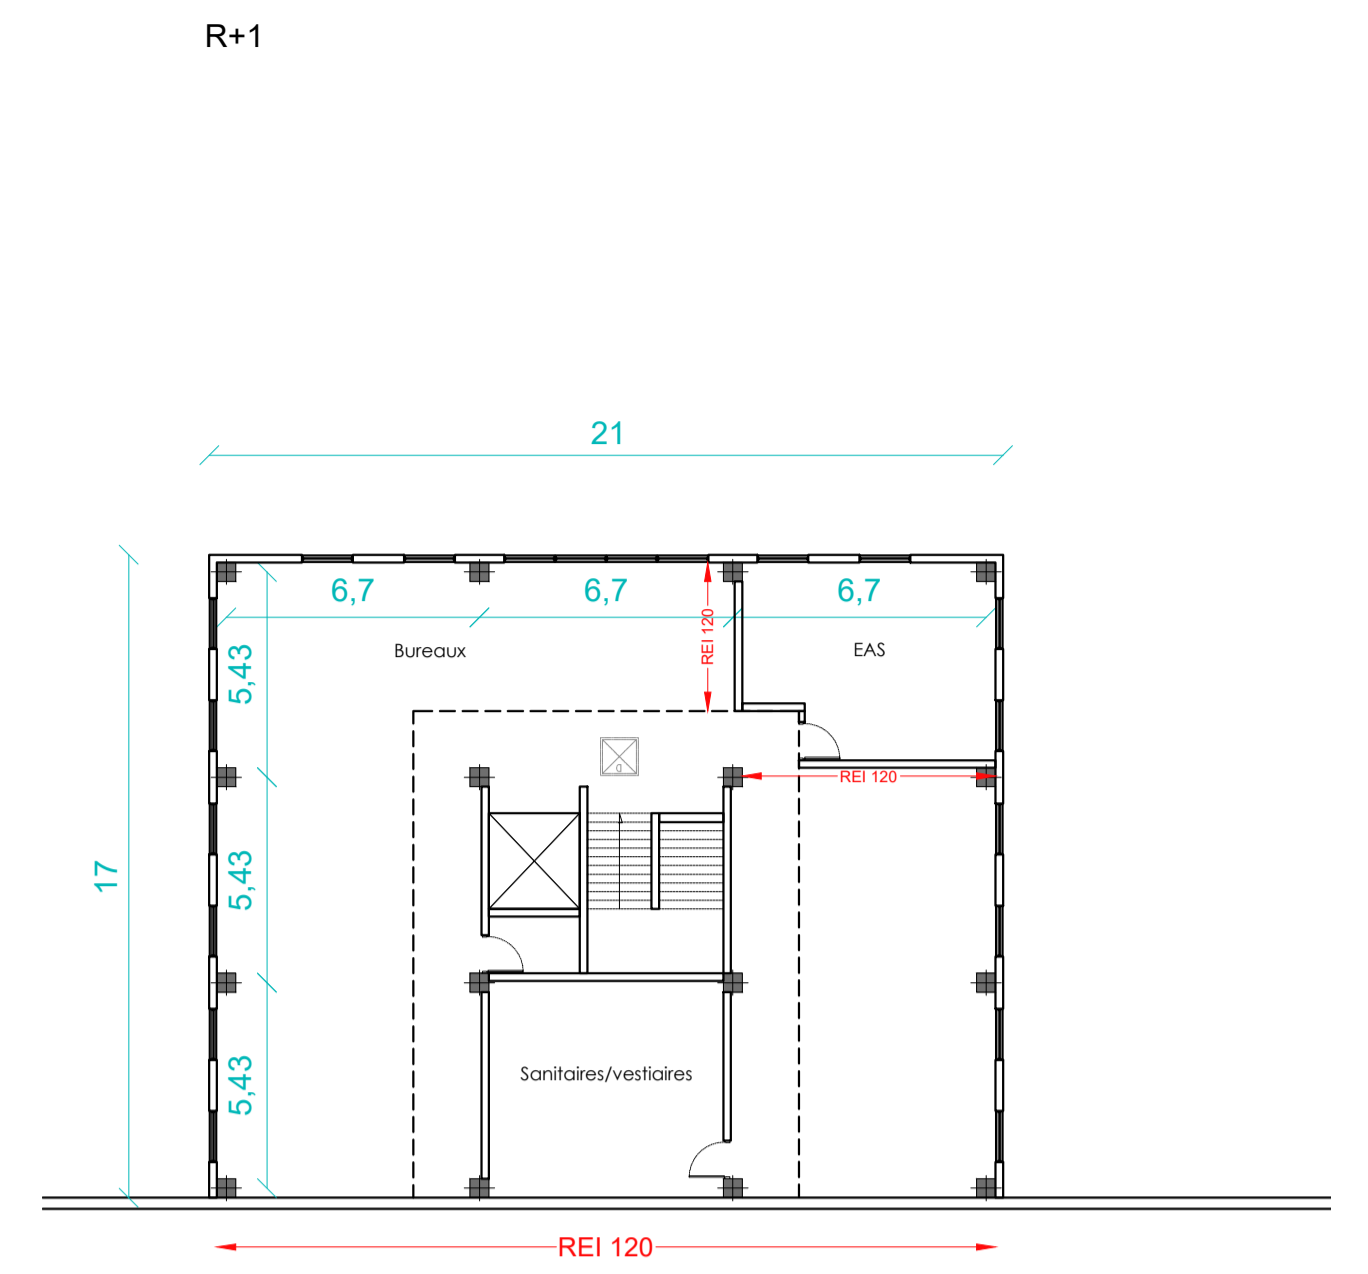 R+1
21
6,7
6,7
6,7
REI 120
Bureaux
EAS
5,43
REI 120
17
5,43
5,43
Sanitaires/vestiaires
REI 120